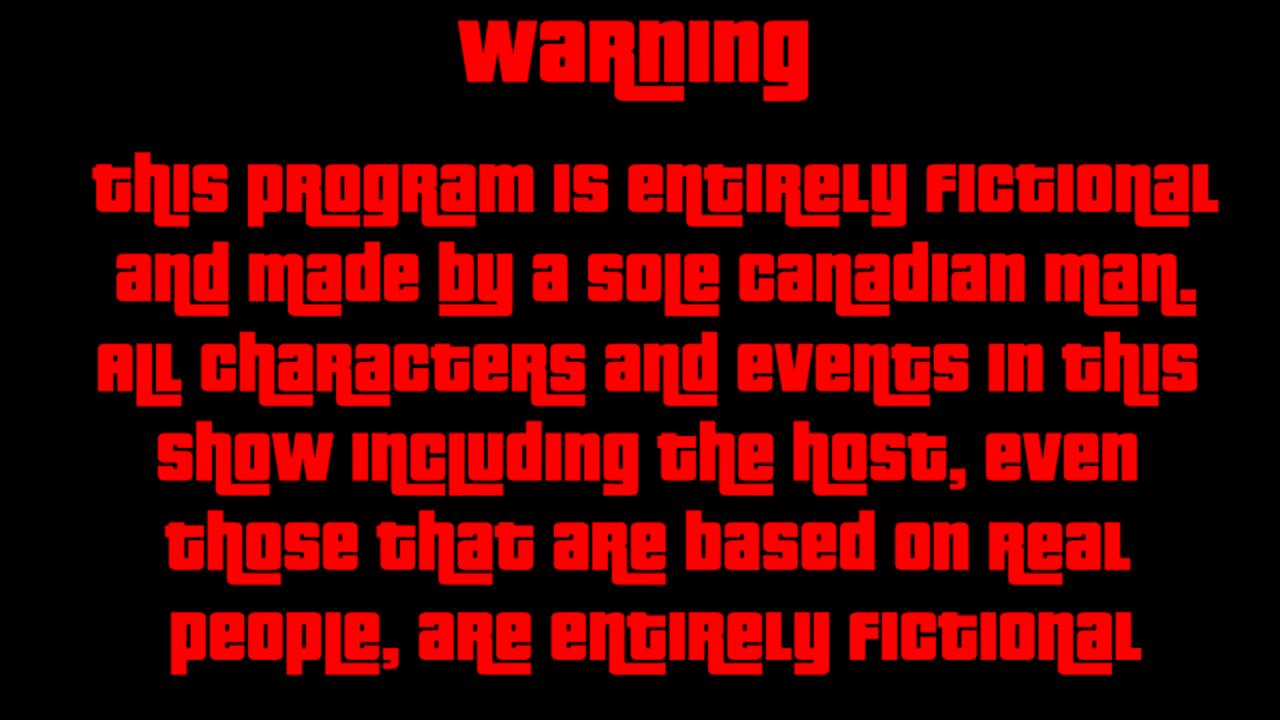 Warning
this program is entirely fictional
and made by a sole canadian man.
All characters and events in this
show including the host, even
those that are based on real
people, are entirely fictional